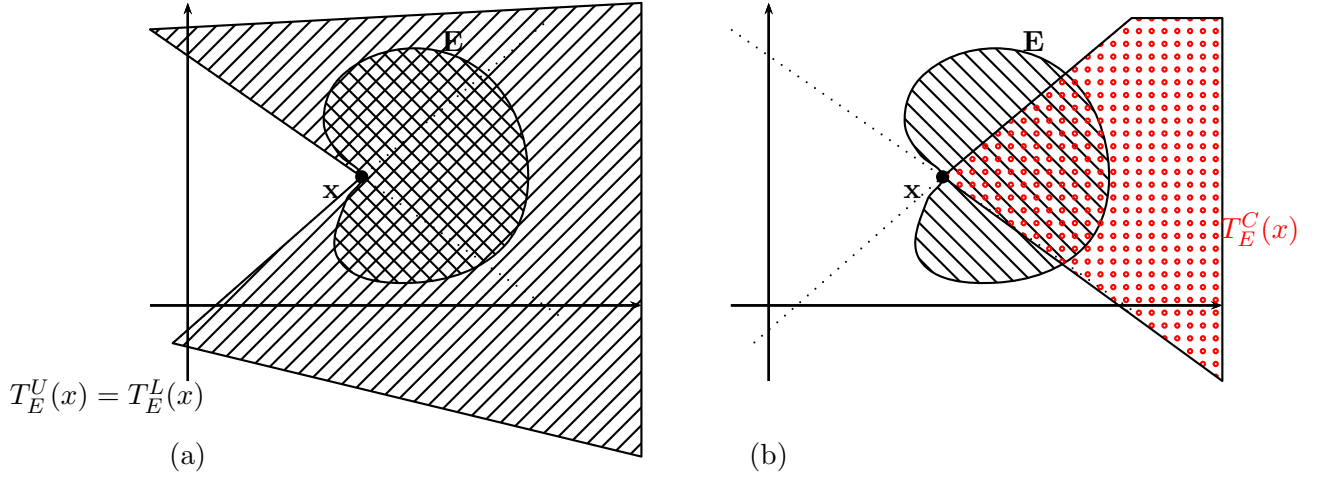 E
x
$T_E^U(x) = T_E^L(x)$
(a)
E
x
$T_E^C(x)$
(b)